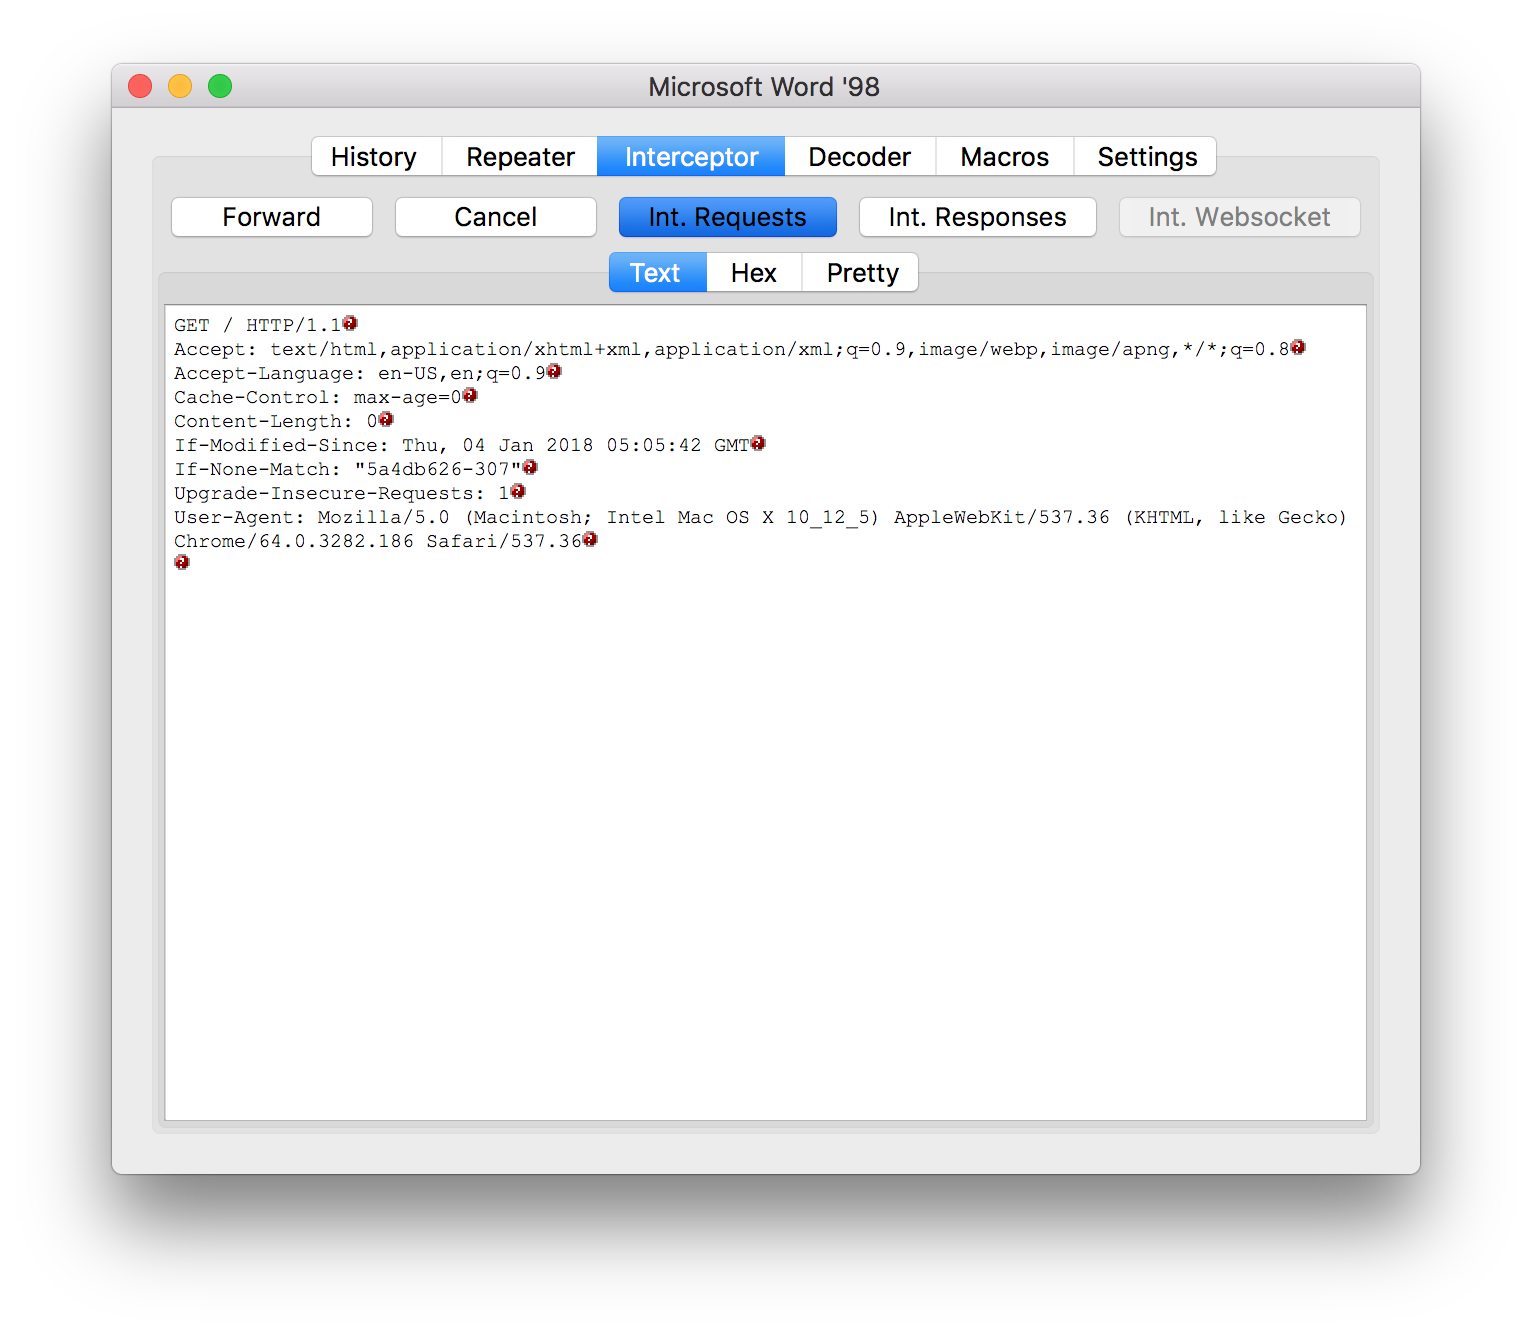 Microsoft Word '98
History Repeater Interceptor Decoder Macros Settings
Forward Cancel Int. Requests Int. Responses Int. Websocket
Text Hex Pretty
GET / HTTP/1.1
Accept: text/html,application/xhtml+xml,application/xml;q=0.9,image/webp,image/apng,*/*;q=0.8
Accept-Language: en-US,en;q=0.9
Cache-Control: max-age=0
Content-Length: 0
If-Modified-Since: Thu, 04 Jan 2018 05:05:42 GMT
If-None-Match: "5a4db626-307"
Upgrade-Insecure-Requests: 1
User-Agent: Mozilla/5.0 (Macintosh; Intel Mac OS X 10_12_5) AppleWebKit/537.36 (KHTML, like Gecko)
Chrome/64.0.3282.186 Safari/537.36